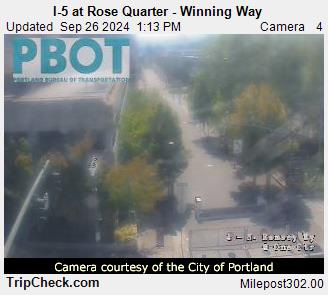 I-5 at Rose Quarter - Winning Way
Updated Sep 26 2024 1:13 PM Camera 4
PBOT
PORTLAND BUREAU OF TRANSPORTATION
Camera courtesy of the City of Portland
TripCheck.com Milepost302.00